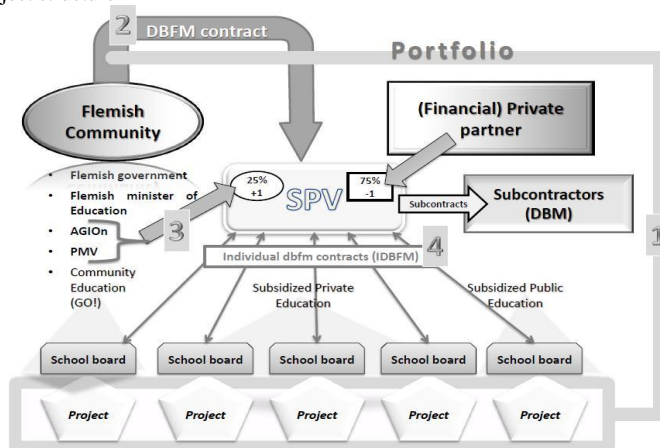 2
DBFM contract
Portfolio
Flemish
Community
(Financial) Private
partner
• Flemish government
• Flemish minister of
Education
• AGIOn
• PMV
• Community
Education
(GO!)
3
25%
+1
SPV
75%
-1
Subcontracts
Subcontractors
(DBM)
1
Individual dbfm contracts (IDBFM)
4
Subsidized Private
Education
Subsidized Public
Education
School board
School board
School board
School board
School board
Project
Project
Project
Project
Project